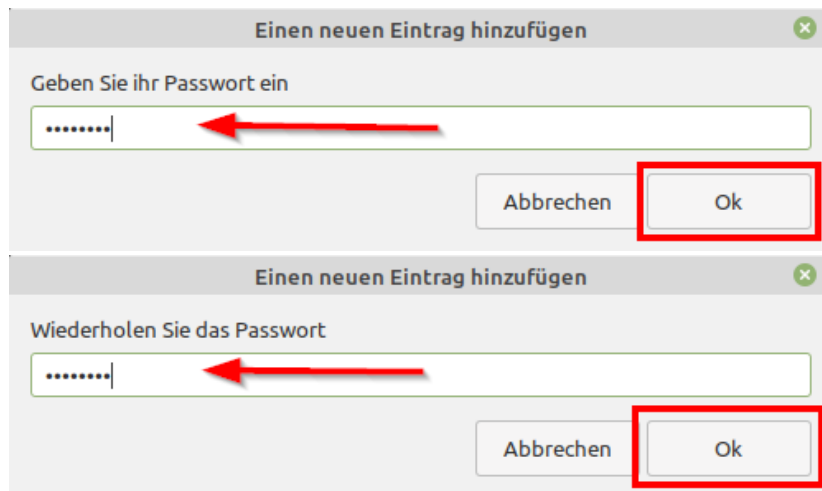 Einen neuen Eintrag hinzufügen
Geben Sie ihr Passwort ein
••••••••
Abbrechen Ok
Einen neuen Eintrag hinzufügen
Wiederholen Sie das Passwort
••••••••
Abbrechen Ok